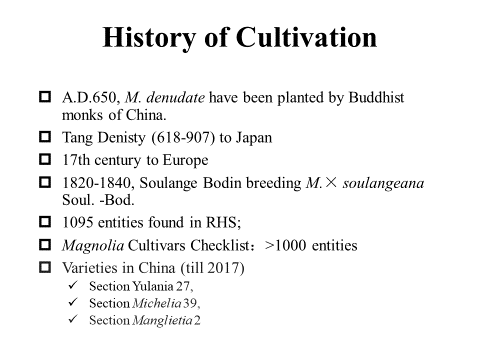 History of Cultivation
A.D.650, M. denudate have been planted by Buddhist
monks of China.
Tang Denisty (618-907) to Japan
17th century to Europe
1820-1840, Soulange Bodin breeding M.× soulangeana
Soul. -Bod.
1095 entities found in RHS;
Magnolia Cultivars Checklist：>1000 entities
Varieties in China (till 2017)
✓ Section Yulania 27,
✓ Section Michelia 39,
✓ Section Manglietia 2